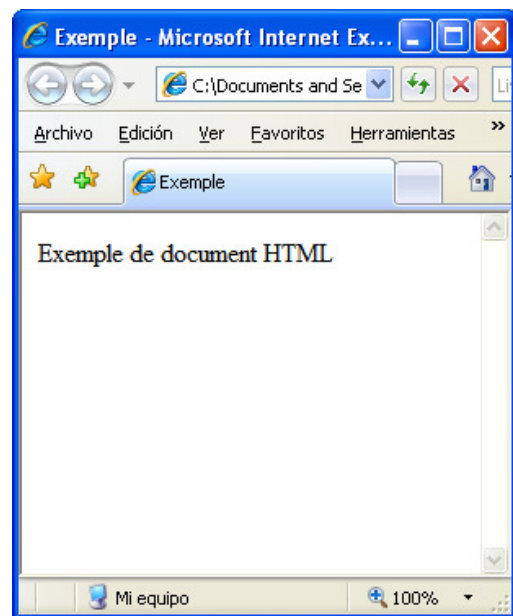 Exemple - Microsoft Internet Ex...
C:\Documents and Se
Archivo Edición Ver Favoritos Herramientas »
Exemple
Exemple de document HTML
Mi equipo 100%